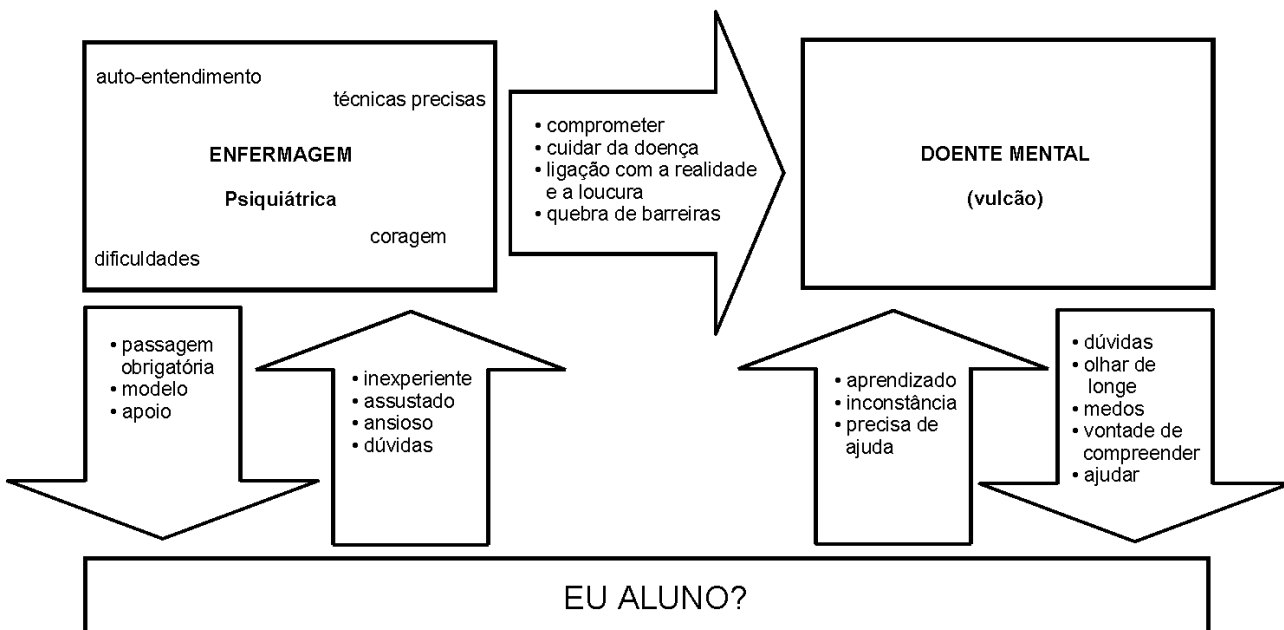 auto-entendimento
técnicas precisas
ENFERMAGEM
Psiquiátrica
coragem
dificuldades
• comprometer
• cuidar da doença
• ligação com a realidade
e a loucura
• quebra de barreiras
DOENTE MENTAL
(vulcão)
• passagem
obrigatória
• modelo
• apoio
• inexperiente
• assustado
• ansioso
• dúvidas
• aprendizado
• inconstância
• precisa de
ajuda
• dúvidas
• olhar de
longe
• medos
• vontade de
compreender
• ajudar
EU ALUNO?